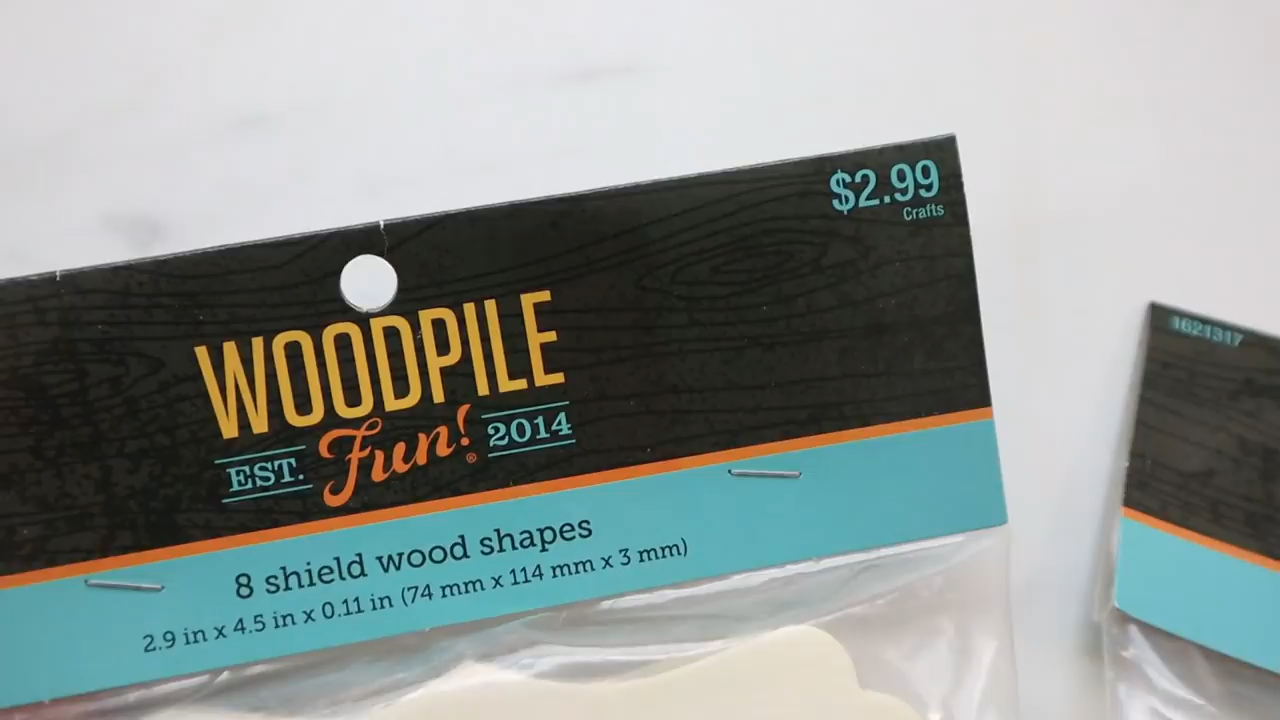 $2.99
Crafts
WOODPILE
EST. Fun!® 2014
8 shield wood shapes
2.9 in x 4.5 in x 0.11 in (74 mm x 114 mm x 3 mm)
1621317